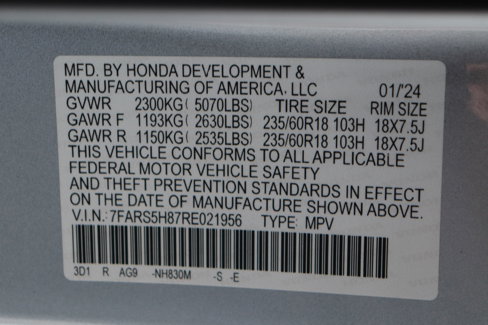 MFD. BY HONDA DEVELOPMENT &
MANUFACTURING OF AMERICA, LLC 01/'24
GVWR 2300KG( 5070LBS) TIRE SIZE RIM SIZE
GAWR F 1193KG( 2630LBS) 235/60R18 103H 18X7.5J
GAWR R 1150KG( 2535LBS) 235/60R18 103H 18X7.5J
THIS VEHICLE CONFORMS TO ALL APPLICABLE
FEDERAL MOTOR VEHICLE SAFETY
AND THEFT PREVENTION STANDARDS IN EFFECT
ON THE DATE OF MANUFACTURE SHOWN ABOVE.
V.I.N.: 7FARS5H87RE021956 TYPE: MPV
3D1 R AG9 -NH830M -S -E